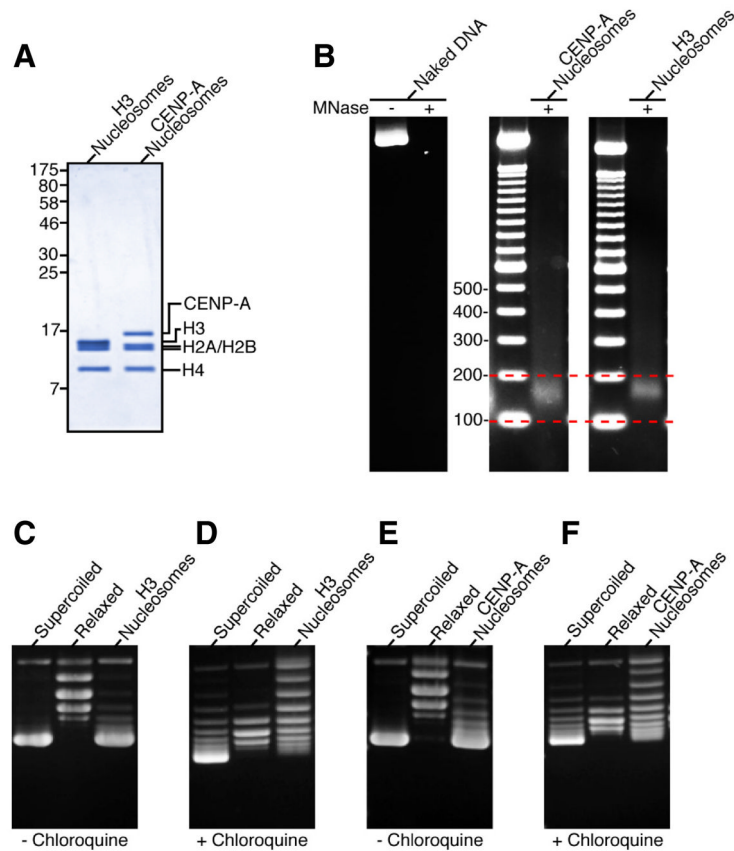 A
H3
Nucleosomes
CENP-A
Nucleosomes
175
80
58
46
30
25
17
7
CENP-A
H3
H2A/H2B
H4
B
Naked DNA
CENP-A
Nucleosomes
H3
Nucleosomes
MNase - + + +
500
400
300
200
100
C
Supercoiled
Relaxed
H3
Nucleosomes
- Chloroquine
D
Supercoiled
Relaxed
H3
Nucleosomes
+ Chloroquine
E
Supercoiled
Relaxed
CENP-A
Nucleosomes
- Chloroquine
F
Supercoiled
Relaxed
CENP-A
Nucleosomes
+ Chloroquine